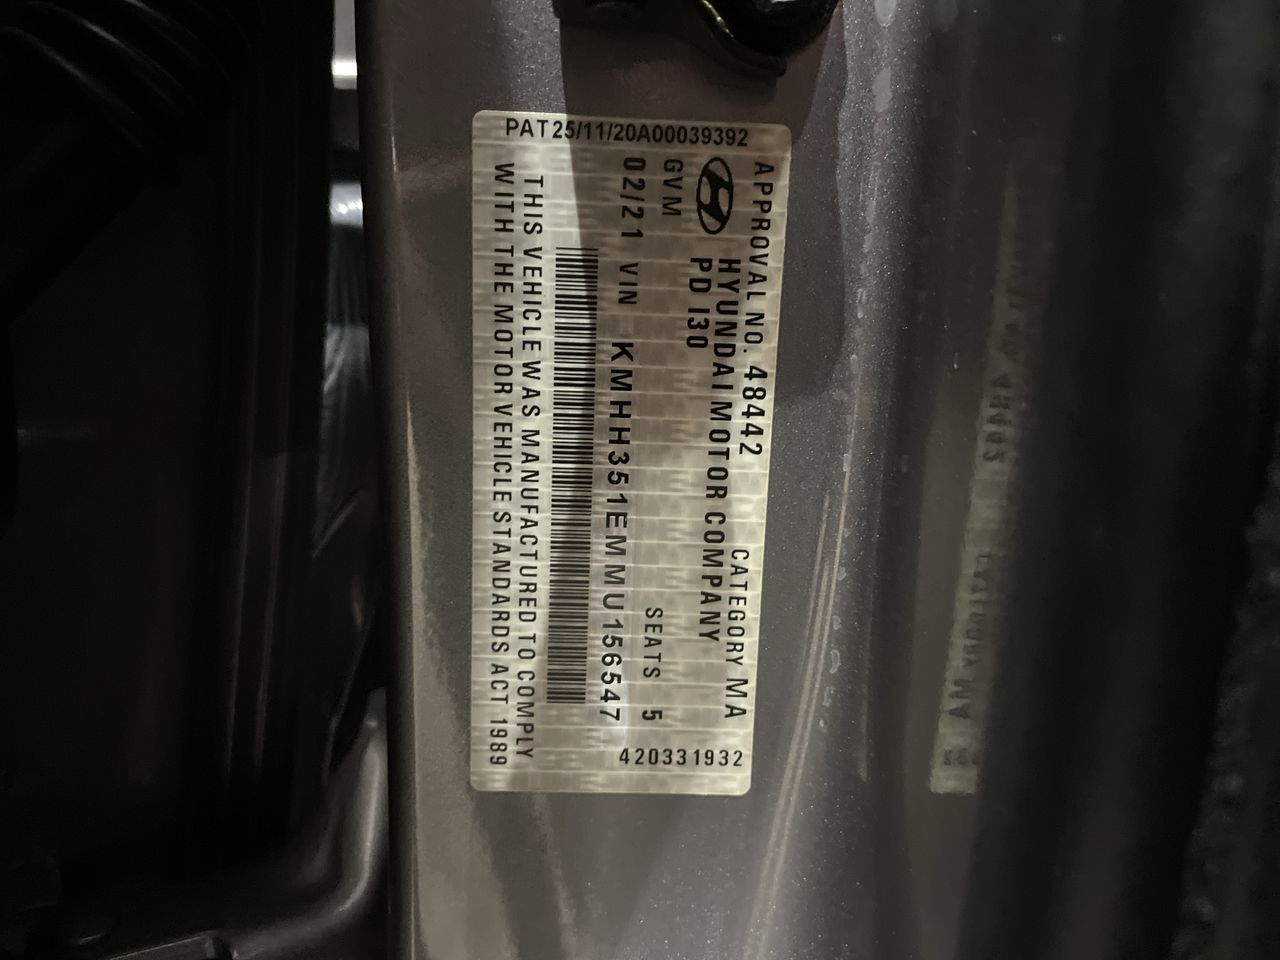 PAT25/11/20A00039392
APPROVAL NO. 48442 CATEGORY MA
HYUNDAI MOTOR COMPANY
PD I30
GVM SEATS 5
02/21 VIN KMHH351EMMU156547
THIS VEHICLE WAS MANUFACTURED TO COMPLY
WITH THE MOTOR VEHICLE STANDARDS ACT 1989
420331932